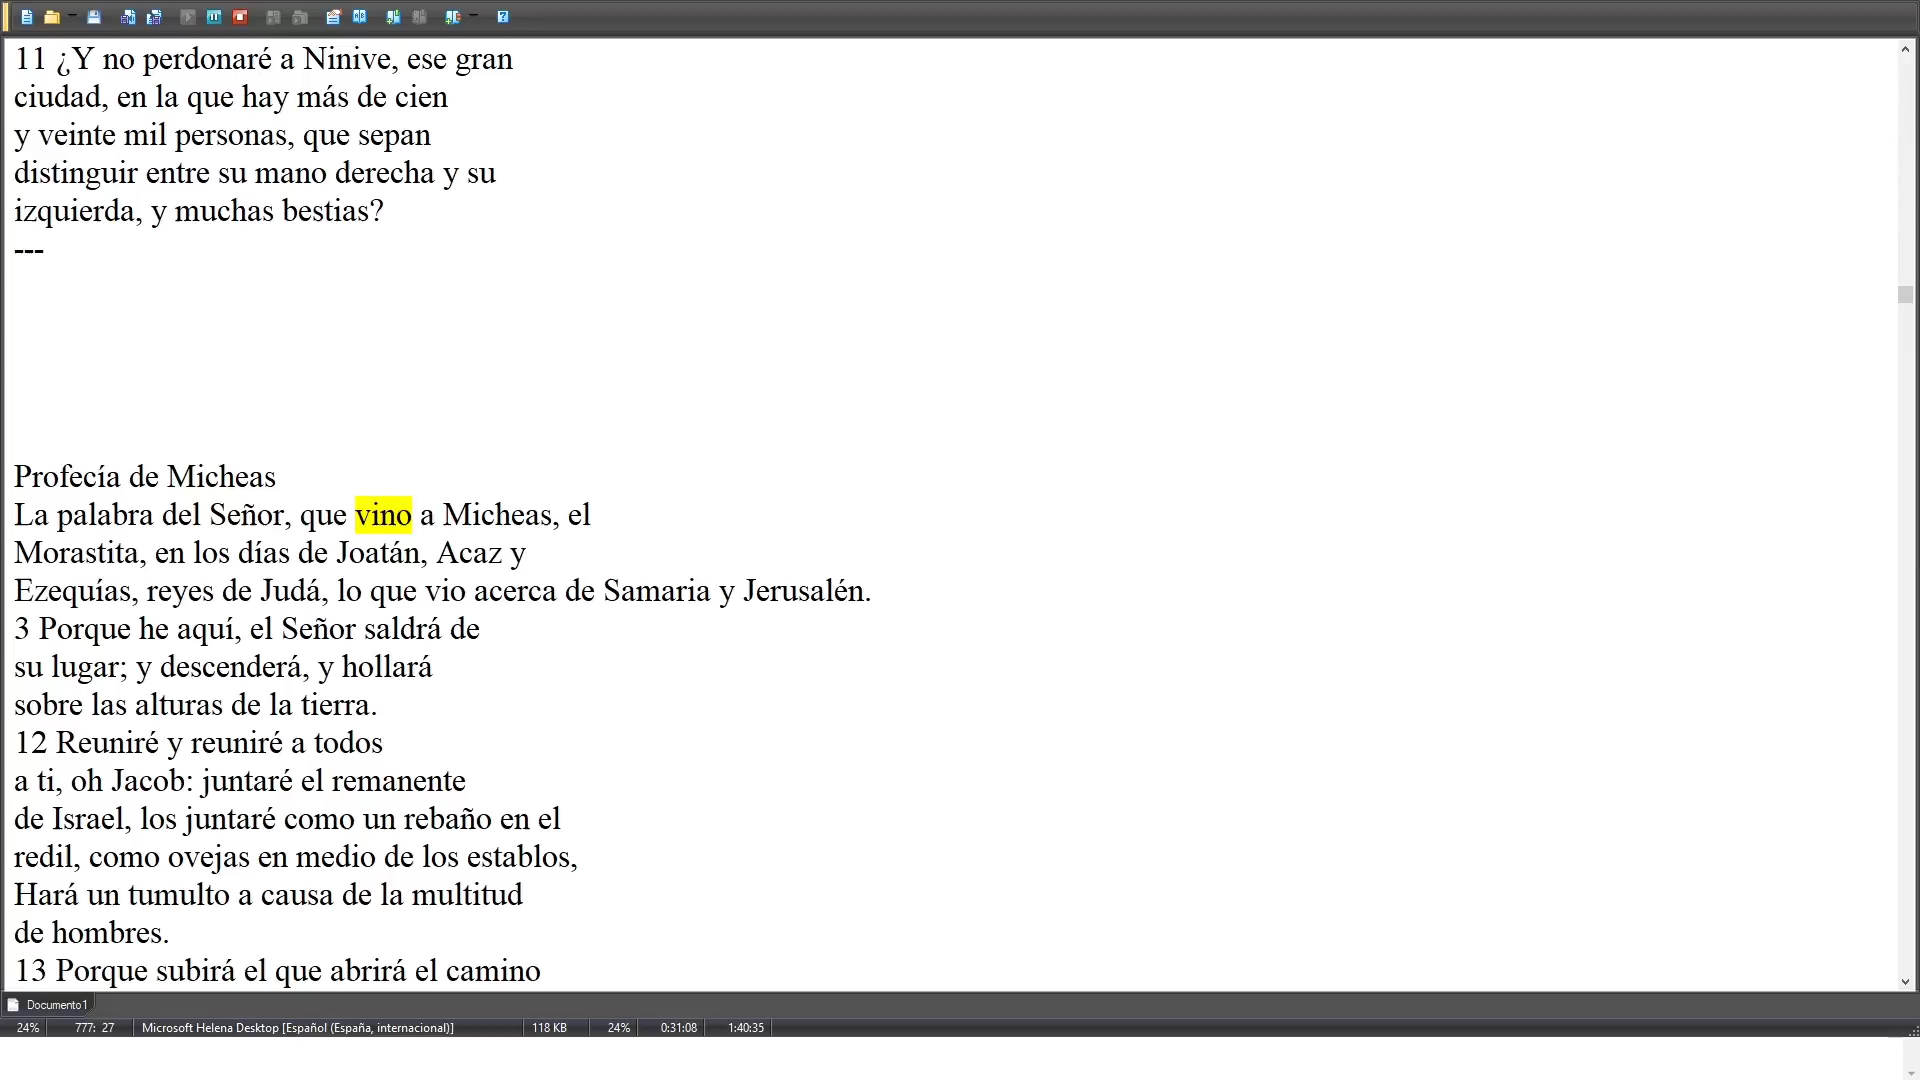 11 ¿Y no perdonaré a Ninive, ese gran
ciudad, en la que hay más de cien
y veinte mil personas, que sepan
distinguir entre su mano derecha y su
izquierda, y muchas bestias?
---
Profecía de Micheas
La palabra del Señor, que vino a Micheas, el
Morastita, en los días de Joatán, Acaz y
Ezequías, reyes de Judá, lo que vio acerca de Samaria y Jerusalén.
3 Porque he aquí, el Señor saldrá de
su lugar; y descenderá, y hollará
sobre las alturas de la tierra.
12 Reuniré y reuniré a todos
a ti, oh Jacob: juntaré el remanente
de Israel, los juntaré como un rebaño en el
redil, como ovejas en medio de los establos,
Hará un tumulto a causa de la multitud
de hombres.
13 Porque subirá el que abrirá el camino
Documento1
24% 777: 27 Microsoft Helena Desktop [Español (España, internacional)] 118 KB 24% 0:31:08 1:40:35